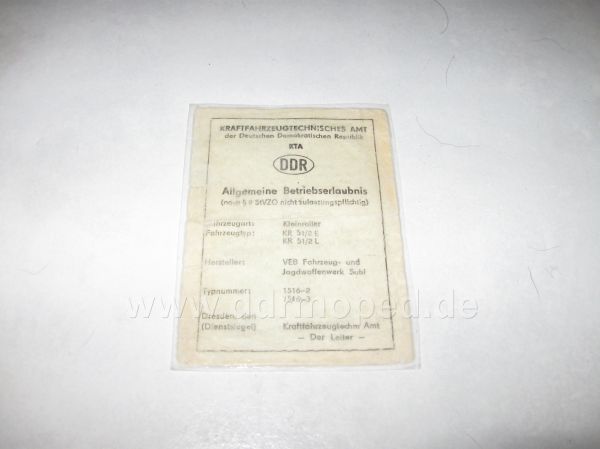 KRAFTFAHRZEUGTECHNISCHES AMT
der Deutschen Demokratischen Republik
KTA
DDR
Allgemeine Betriebserlaubnis
(nach § StVZO nicht zulassungspflichtig)
Fahrzeugart: Kleinroller
Fahrzeugtyp: KR 51/2 E
KR 51/2 L
Hersteller: VEB Fahrzeug- und
Jagdwaffenwerk Suhl
Typnummer: 1516-2
1516-3
www.ddrmoped.de
Dresden, den
(Dienstsiegel) Kraftfahrzeugtechn Amt
— Der Leiter —